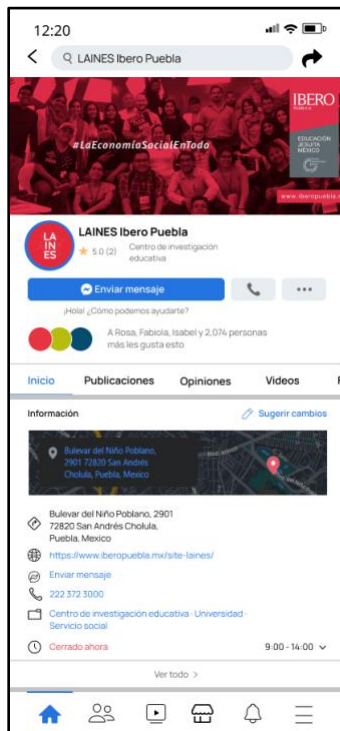 12:20
LAINES Ibero Puebla
IBERO
PUEBLA
#LaEconomíaSocialEnTodo
EDUCACIÓN
JESUITA
MÉXICO
www.iberopuebla.
LA
IN
ES
LAINES Ibero Puebla
5.0 (2) Centro de investigación
educativa
Enviar mensaje
¡Hola! ¿Cómo podemos ayudarte?
A Rosa, Fabiola, Isabel y 2,074 personas
más les gusta esto
Inicio Publicaciones Opiniones Videos F
Información Sugerir cambios
Bulevar del Niño Poblano,
2901 72820 San Andrés
Cholula, Puebla, Mexico
Bulevar del Niño Poblano, 2901
72820 San Andrés Cholula,
Puebla, Mexico
https://www.iberopuebla.mx/site-laines/
Enviar mensaje
222 372 3000
Centro de investigación educativa · Universidad ·
Servicio social
Cerrado ahora 9:00 - 14:00
Ver todo >